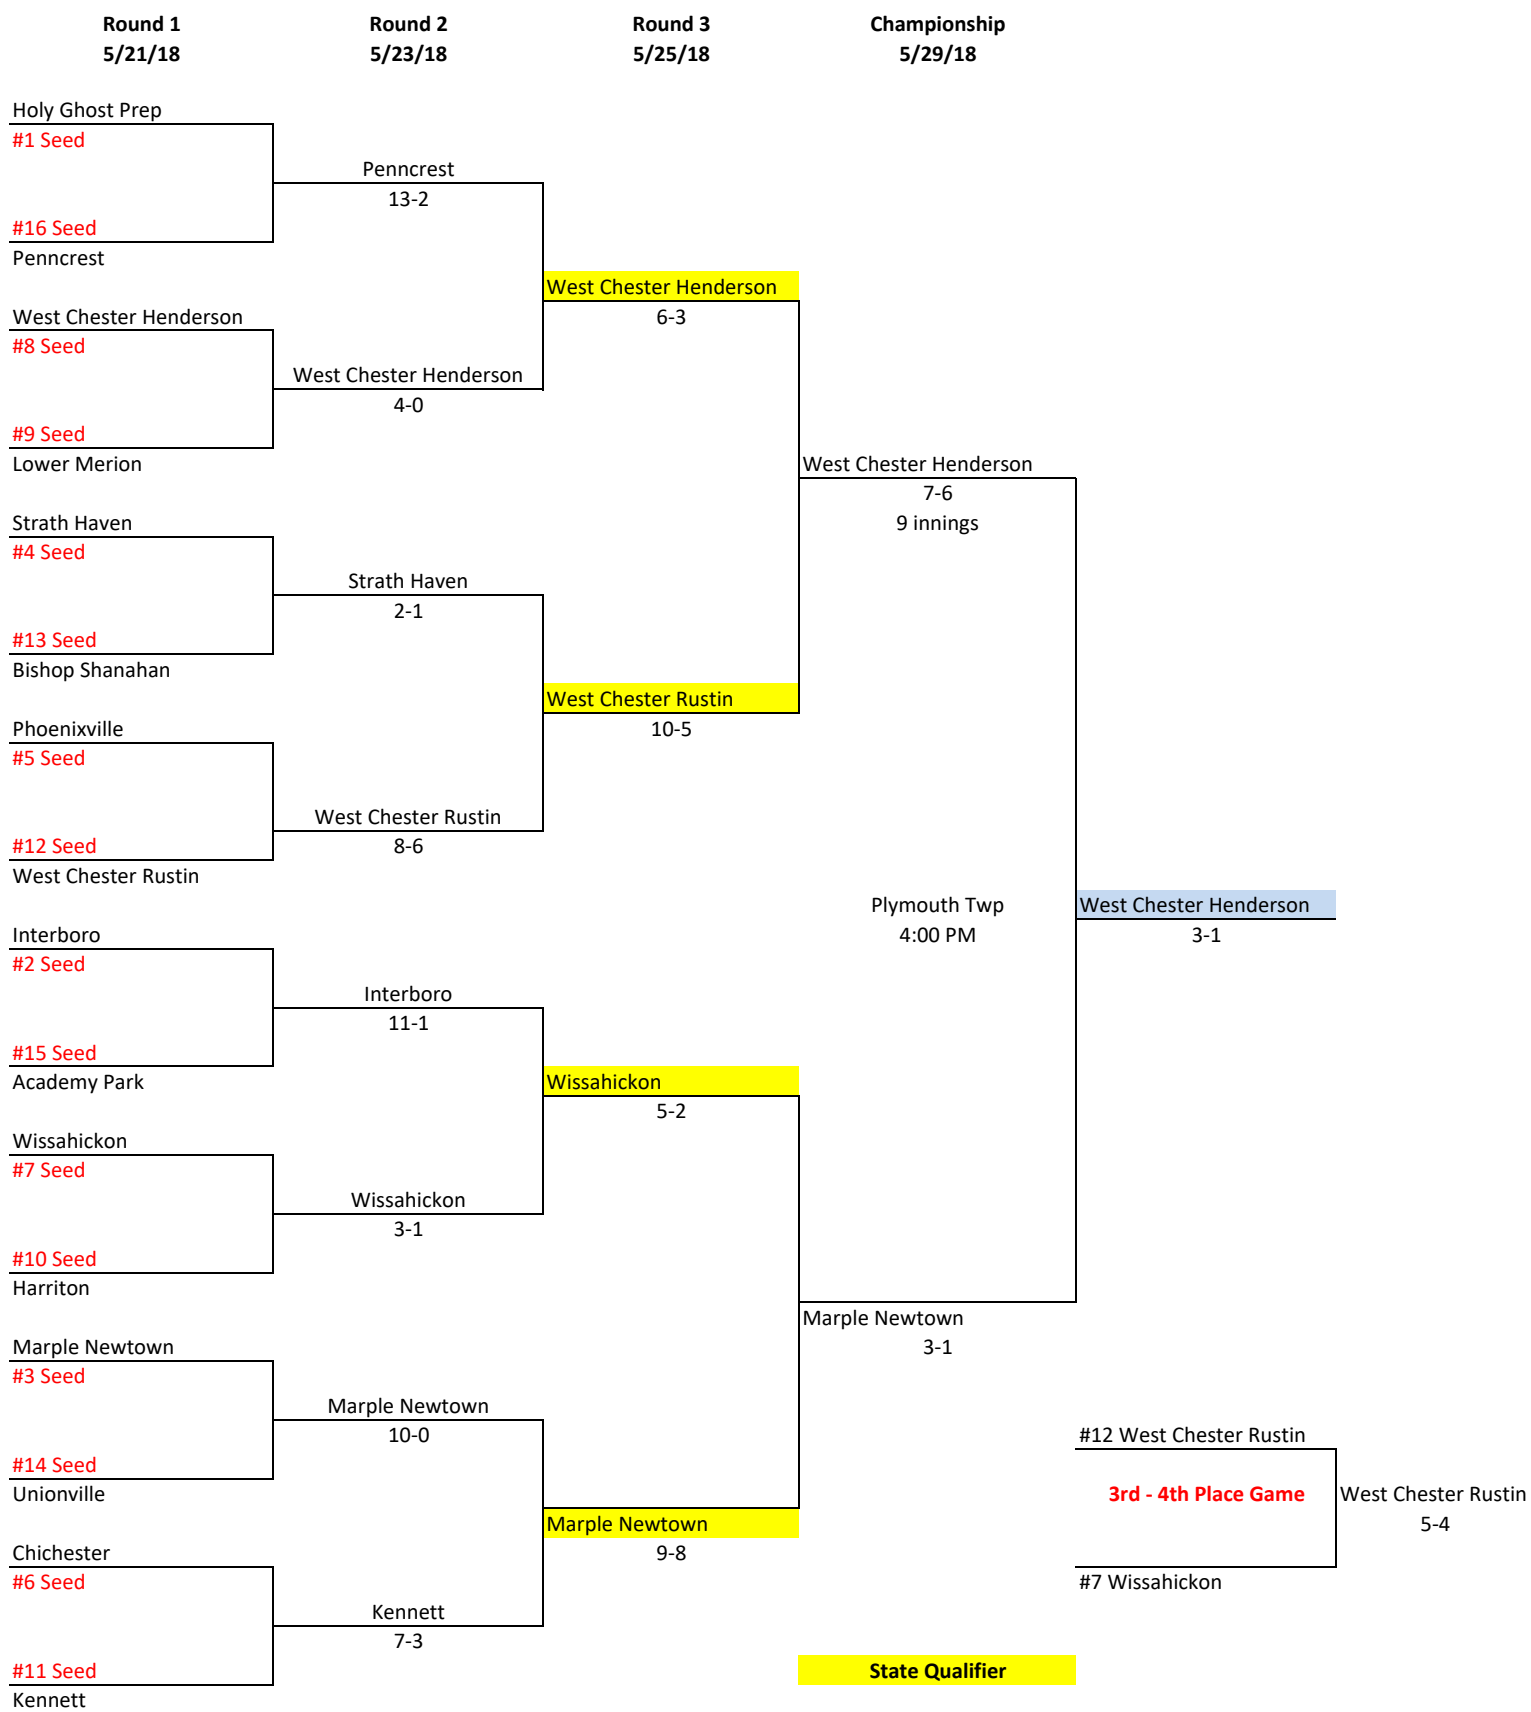 Round 1
5/21/18
Round 2
5/23/18
Round 3
5/25/18
Championship
5/29/18
Holy Ghost Prep
#1 Seed
Penncrest
13-2
#16 Seed
Penncrest
West Chester Henderson
6-3
West Chester Henderson
#8 Seed
West Chester Henderson
4-0
#9 Seed
Lower Merion
West Chester Henderson
7-6
9 innings
Strath Haven
#4 Seed
Strath Haven
2-1
#13 Seed
Bishop Shanahan
West Chester Rustin
10-5
Phoenixville
#5 Seed
West Chester Rustin
8-6
#12 Seed
West Chester Rustin
Plymouth Twp
4:00 PM
West Chester Henderson
3-1
Interboro
#2 Seed
Interboro
11-1
#15 Seed
Academy Park
Wissahickon
5-2
Wissahickon
#7 Seed
Wissahickon
3-1
#10 Seed
Harriton
Marple Newtown
3-1
Marple Newtown
#3 Seed
Marple Newtown
10-0
#14 Seed
Unionville
Marple Newtown
9-8
Chichester
#6 Seed
Kennett
7-3
#11 Seed
Kennett
#12 West Chester Rustin
3rd - 4th Place Game
West Chester Rustin
5-4
#7 Wissahickon
State Qualifier